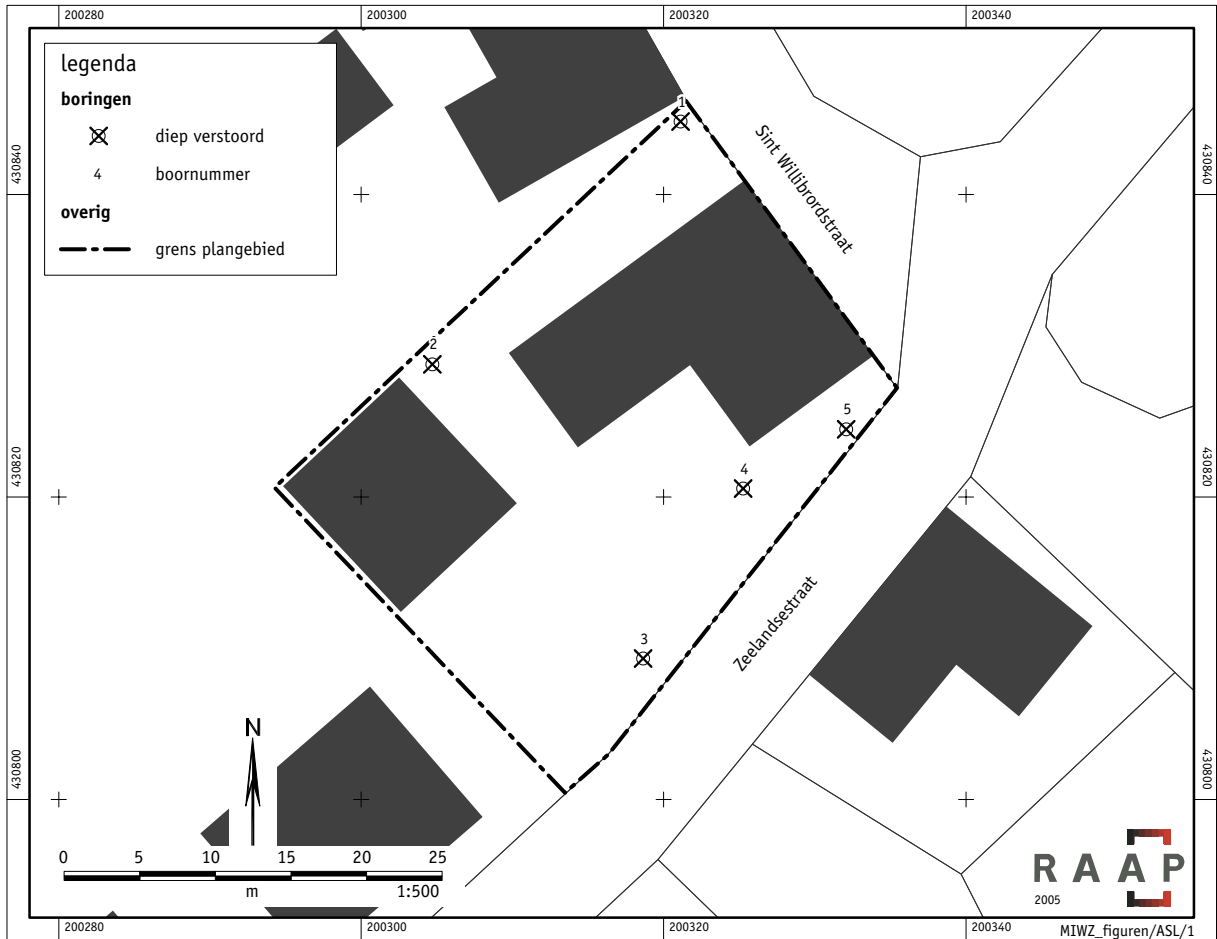 200280
200300
200320
200340
legenda
boringen
diep verstoord
4
boornummer
overig
grens plangebied
430840
430840
1
Sint Willibrordstraat
2
5
4
430820
430820
3
Zeelandsestraat
430800
430800
N
0 5 10 15 20 25
m
1:500
RAAP
2005
200280
200300
200320
200340
MIWZ_figuren/ASL/1